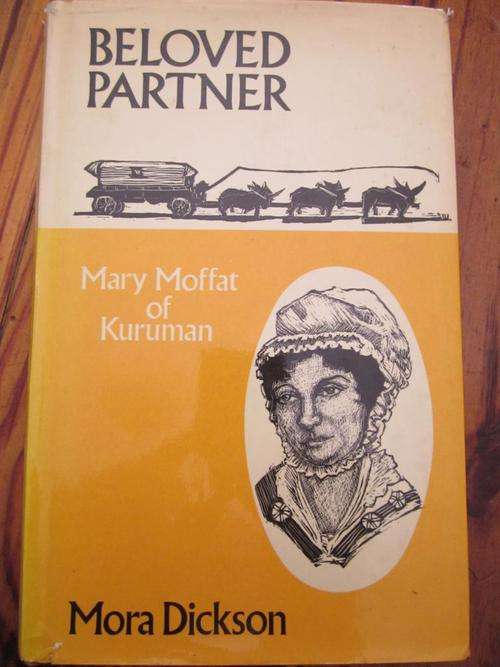 BELOVED
PARTNER
Mary Moffat
of
Kuruman
Mora Dickson